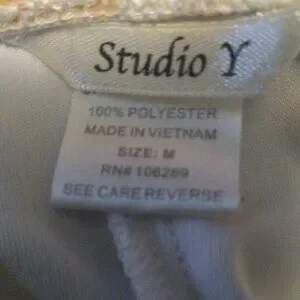 Studio Y
100% POLYESTER
MADE IN VIETNAM
SIZE: M
RN# 106289
SEE CARE REVERSE